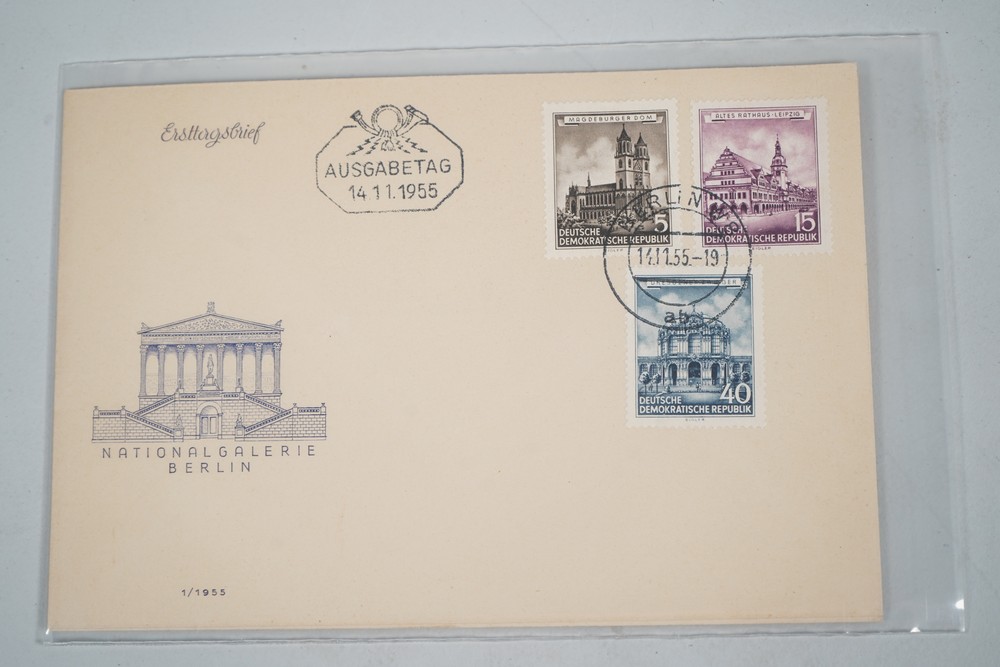 Ersttagsbrief
AUSGABETAG
14.11.1955
MAGDEBURGER DOM
5
DEUTSCHE
DEMOKRATISCHE REPUBLIK
ALTES RATHAUS·LEIPZIG
15
DEUTSCHE
DEMOKRATISCHE REPUBLIK
BERLIN
14.11.55.-19
40
DEUTSCHE
DEMOKRATISCHE REPUBLIK
NATIONALGALERIE
BERLIN
1/1955